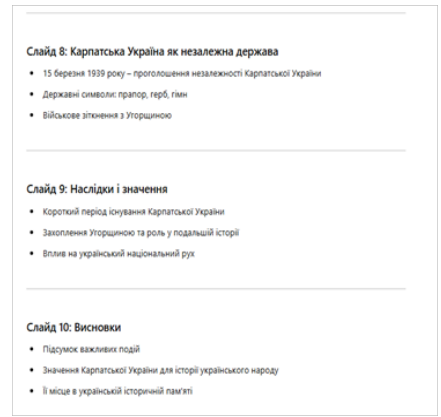 Слайд 8: Карпатська Україна як незалежна держава
• 15 березня 1939 року – проголошення незалежності Карпатської України
• Державні символи: прапор, герб, гімн
• Військове зіткнення з Угорщиною
Слайд 9: Наслідки і значення
• Короткий період існування Карпатської України
• Захоплення Угорщиною та роль у подальшій історії
• Вплив на український національний рух
Слайд 10: Висновки
• Підсумок важливих подій
• Значення Карпатської України для історії українського народу
• Її місце в українській історичній пам'яті